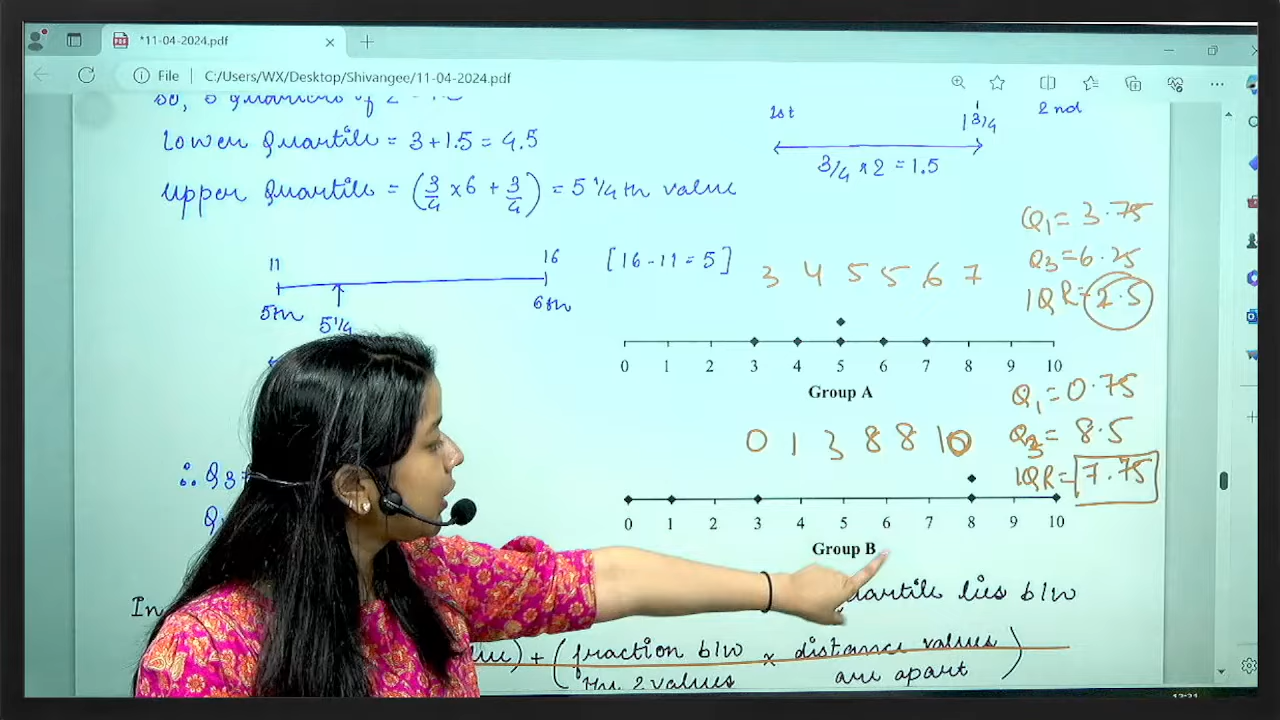 *11-04-2024.pdf
File C:/Users/WX/Desktop/Shivangee/11-04-2024.pdf
Lower Quartile = 3 + 1.5 = 4.5
Upper Quartile = (3/4 x 6 + 3/4) = 5 1/4th value
1st 1 3/4 2nd
3/4 x 2 = 1.5
11 16 [16 - 11 = 5]
5th 5 1/4 6th
3 4 5 5 6 7
Q1 = 3.75
Q3 = 6.25
IQR = 2.5
0 1 2 3 4 5 6 7 8 9 10
Group A
0 1 3 8 8 10
Q1 = 0.75
Q3 = 8.5
IQR = 7.75
0 1 2 3 4 5 6 7 8 9 10
Group B
∴ Q3
In lies b/w
+ (fraction b/w the 2 values x distance values are apart)